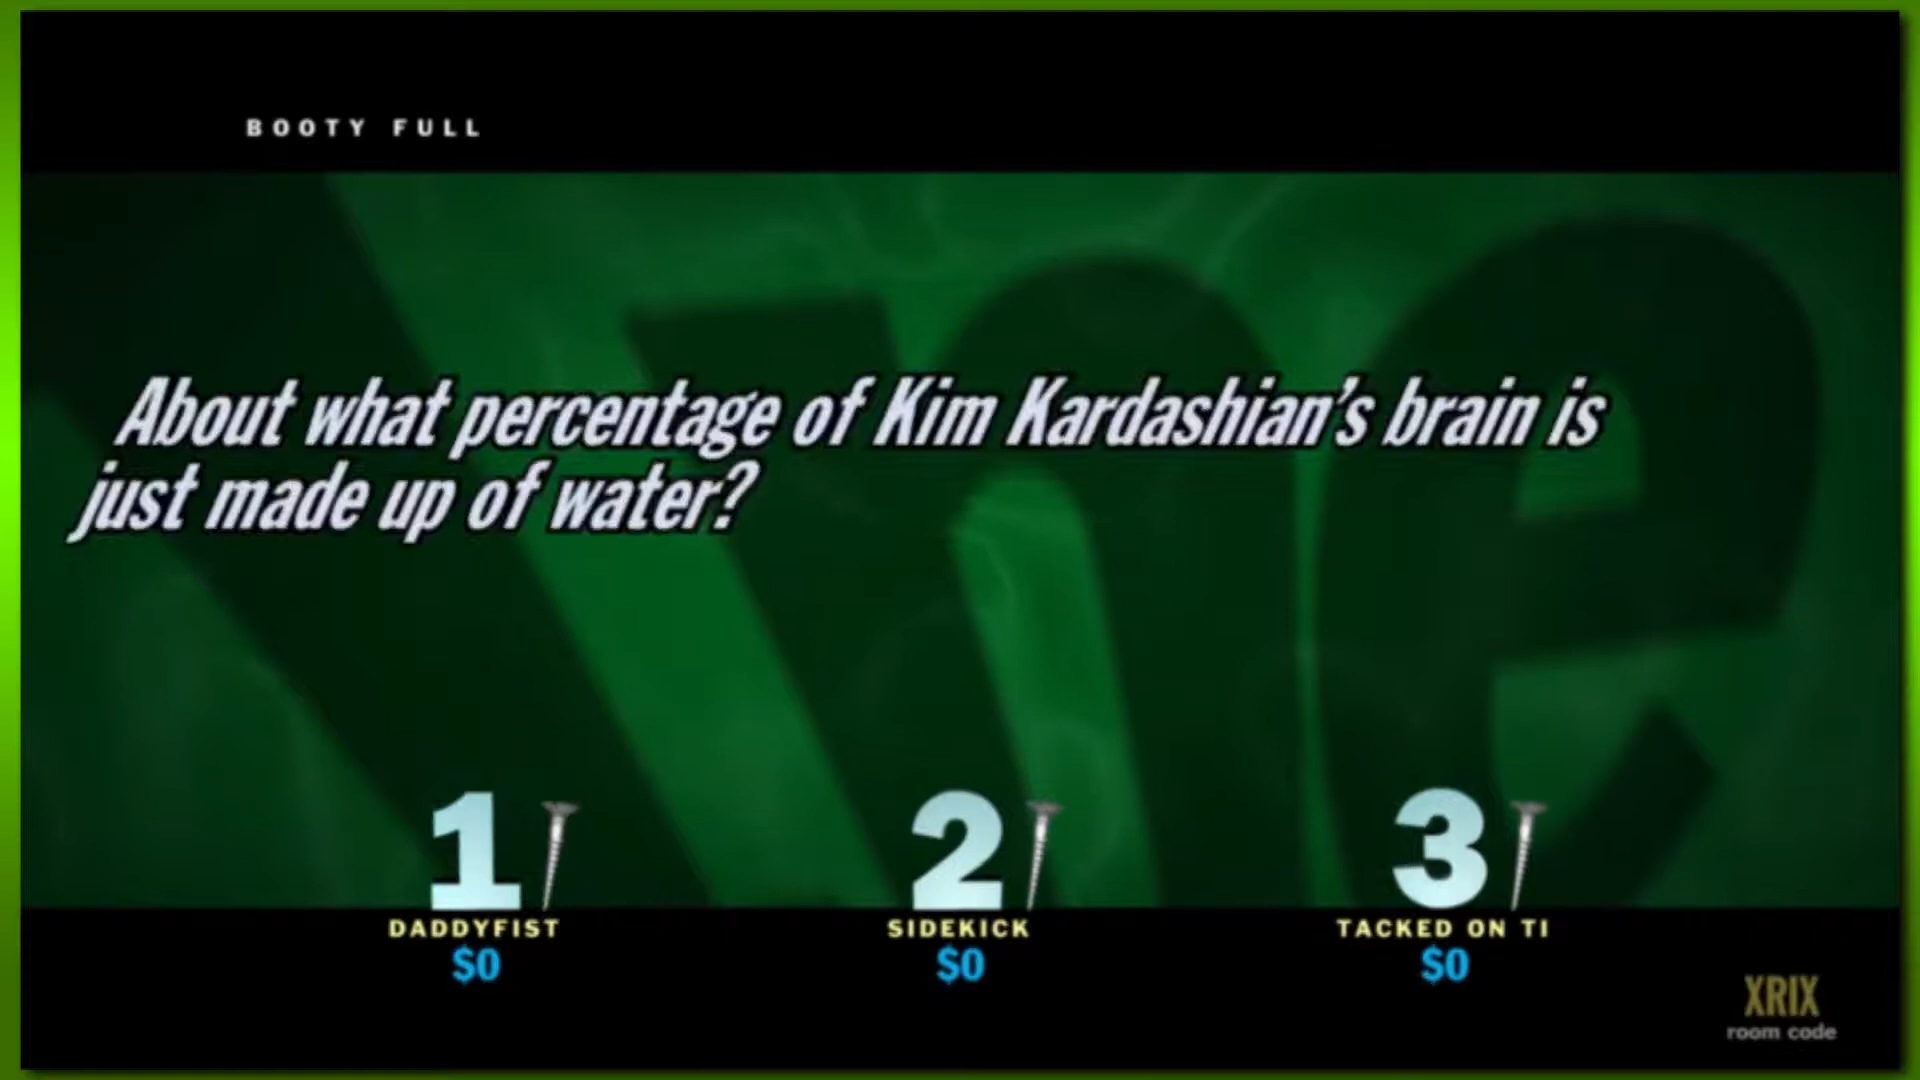 BOOTY FULL
About what percentage of Kim Kardashian's brain is
just made up of water?
1
2
3
DADDYFIST
SIDEKICK
TACKED ON TI
$0
$0
$0
XRIX
room code